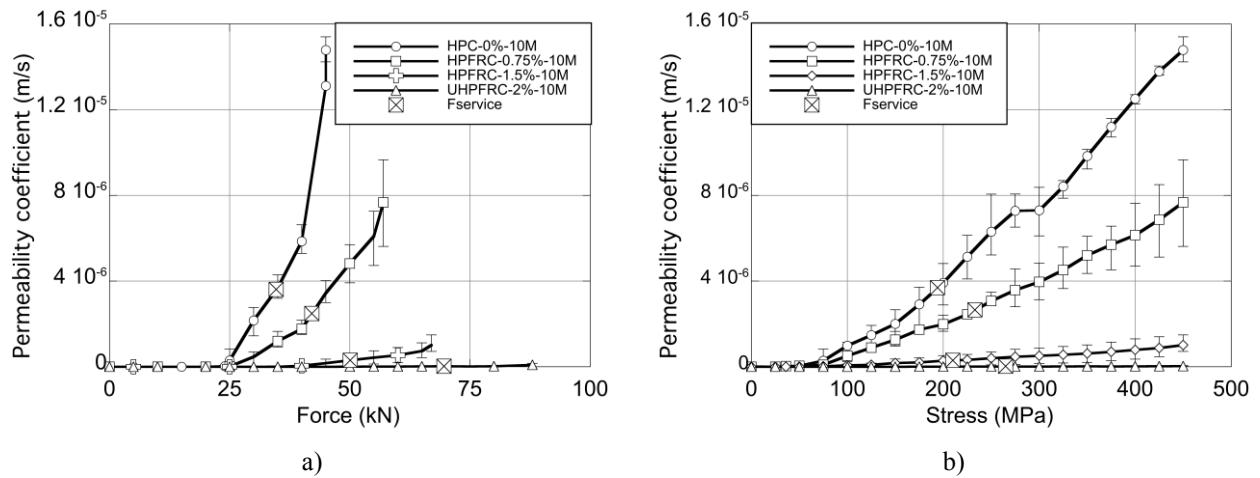 1.6 10⁻⁵
1.2 10⁻⁵
8 10⁻⁶
4 10⁻⁶
0
Permeability coefficient (m/s)
HPC-0%-10M
HPFRC-0.75%-10M
HPFRC-1.5%-10M
UHPFRC-2%-10M
Fservice
0 25 50 75 100
Force (kN)
a)
1.6 10⁻⁵
1.2 10⁻⁵
8 10⁻⁶
4 10⁻⁶
0
Permeability coefficient (m/s)
HPC-0%-10M
HPFRC-0.75%-10M
HPFRC-1.5%-10M
UHPFRC-2%-10M
Fservice
0 100 200 300 400 500
Stress (MPa)
b)